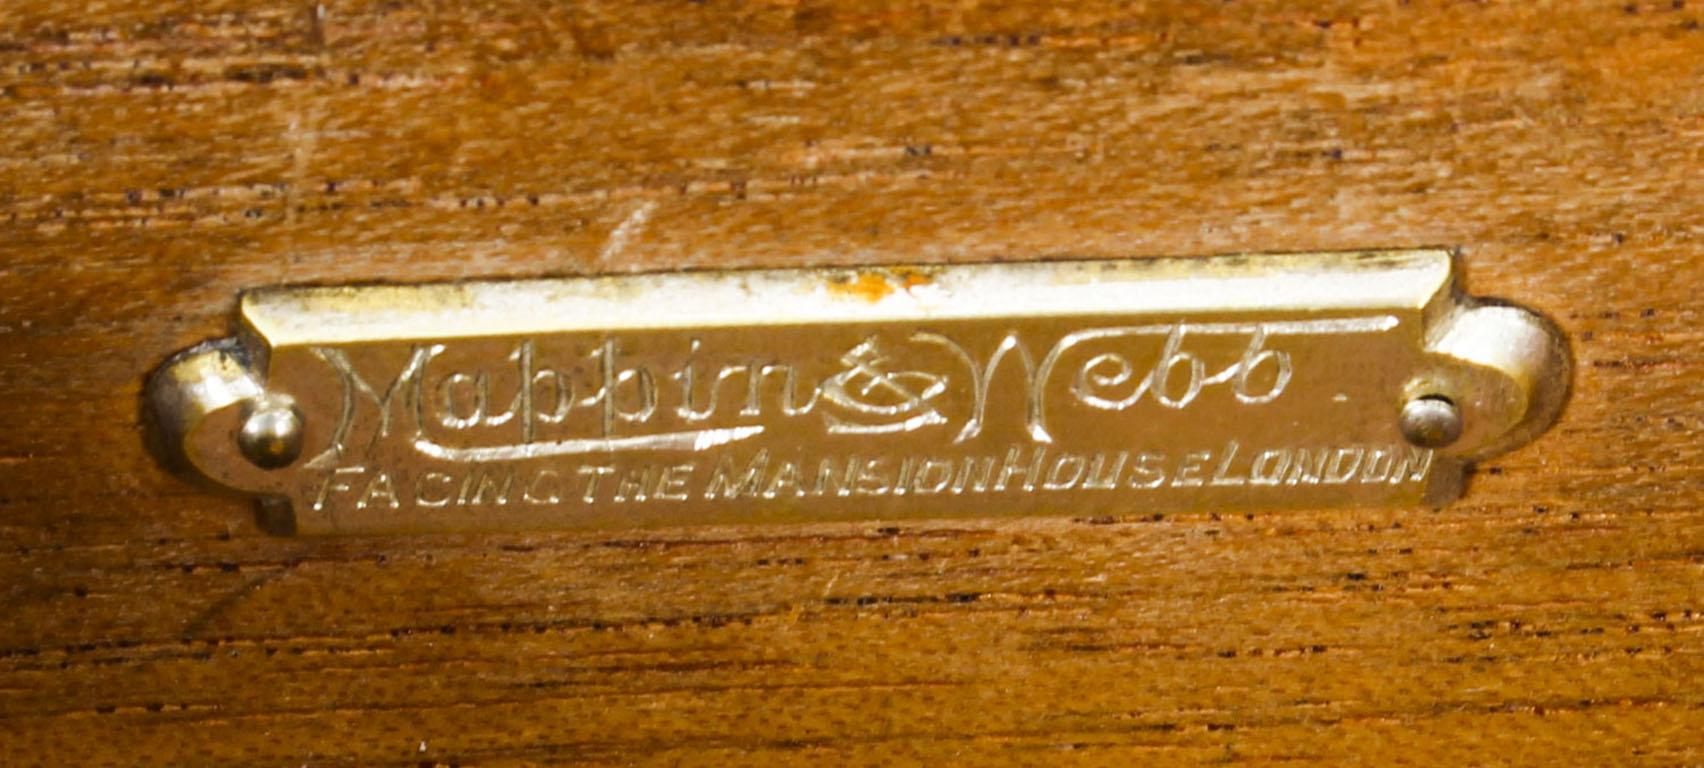 Mappin & Webb
FACING THE MANSION HOUSE LONDON